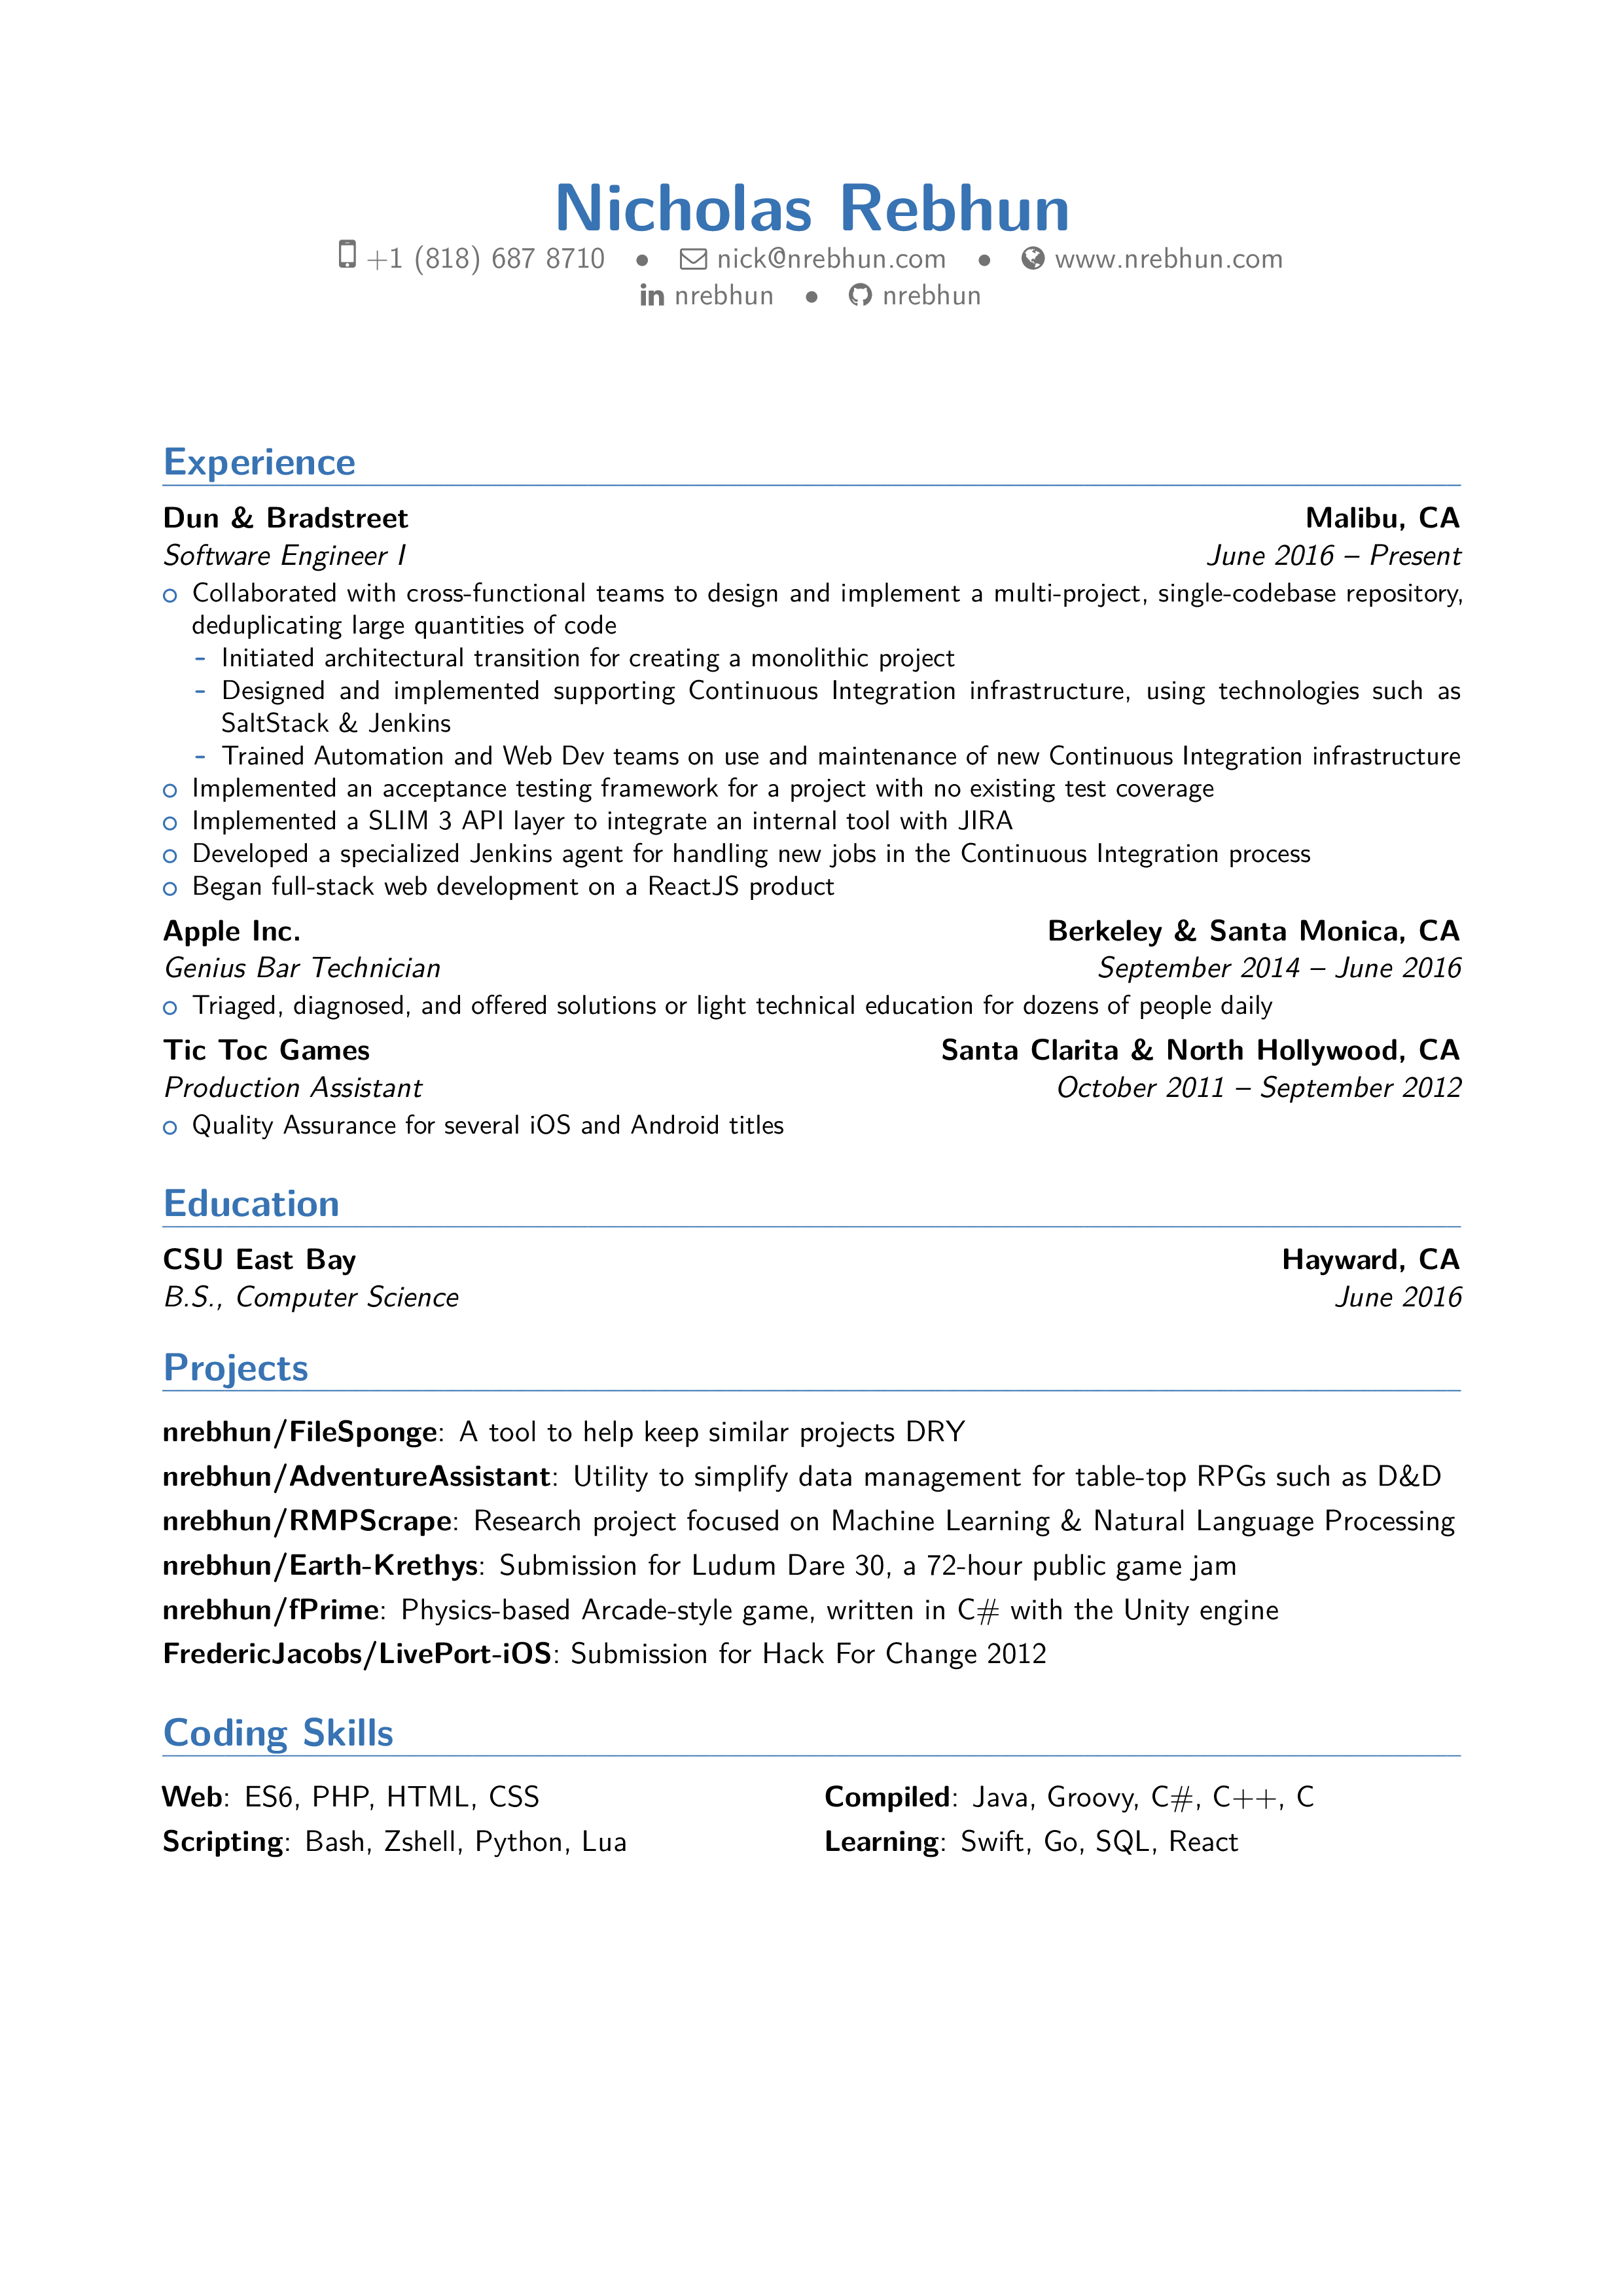 Nicholas Rebhun
+1 (818) 687 8710 • nick@nrebhun.com • www.nrebhun.com
nrebhun • nrebhun
Experience
Dun & Bradstreet Malibu, CA
Software Engineer I June 2016 – Present
Collaborated with cross-functional teams to design and implement a multi-project, single-codebase repository,
deduplicating large quantities of code
- Initiated architectural transition for creating a monolithic project
- Designed and implemented supporting Continuous Integration infrastructure, using technologies such as
SaltStack & Jenkins
- Trained Automation and Web Dev teams on use and maintenance of new Continuous Integration infrastructure
Implemented an acceptance testing framework for a project with no existing test coverage
Implemented a SLIM 3 API layer to integrate an internal tool with JIRA
Developed a specialized Jenkins agent for handling new jobs in the Continuous Integration process
Began full-stack web development on a ReactJS product
Apple Inc. Berkeley & Santa Monica, CA
Genius Bar Technician September 2014 – June 2016
Triaged, diagnosed, and offered solutions or light technical education for dozens of people daily
Tic Toc Games Santa Clarita & North Hollywood, CA
Production Assistant October 2011 – September 2012
Quality Assurance for several iOS and Android titles
Education
CSU East Bay Hayward, CA
B.S., Computer Science June 2016
Projects
nrebhun/FileSponge: A tool to help keep similar projects DRY
nrebhun/AdventureAssistant: Utility to simplify data management for table-top RPGs such as D&D
nrebhun/RMPScrape: Research project focused on Machine Learning & Natural Language Processing
nrebhun/Earth-Krethys: Submission for Ludum Dare 30, a 72-hour public game jam
nrebhun/fPrime: Physics-based Arcade-style game, written in C# with the Unity engine
FredericJacobs/LivePort-iOS: Submission for Hack For Change 2012
Coding Skills
Web: ES6, PHP, HTML, CSS Compiled: Java, Groovy, C#, C++, C
Scripting: Bash, Zshell, Python, Lua Learning: Swift, Go, SQL, React